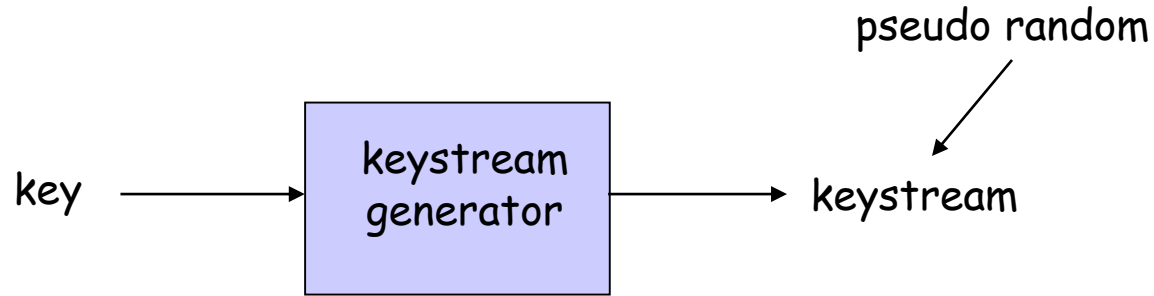 pseudo random
keystream
generator
key
keystream